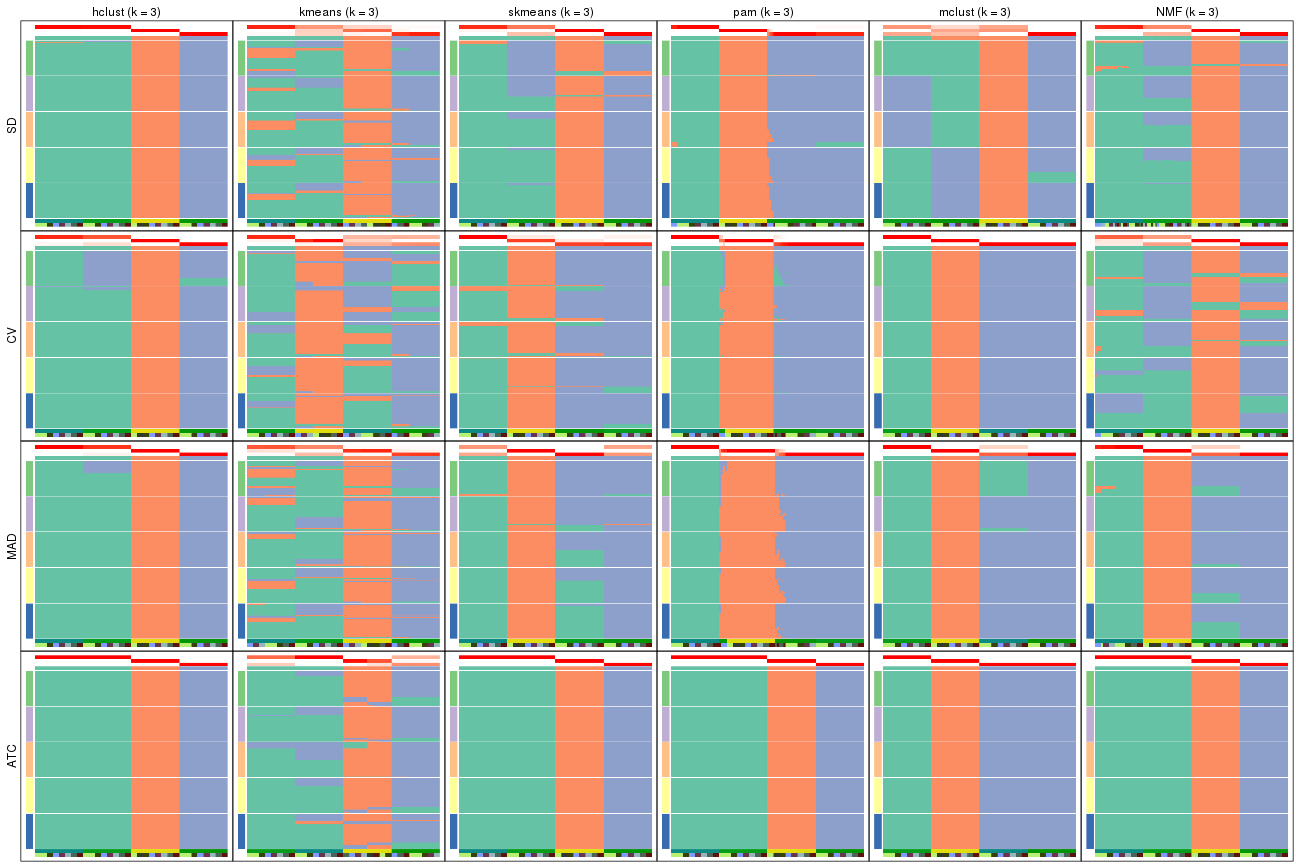 hclust (k = 3)
kmeans (k = 3)
skmeans (k = 3)
pam (k = 3)
mclust (k = 3)
NMF (k = 3)
SD
CV
MAD
ATC